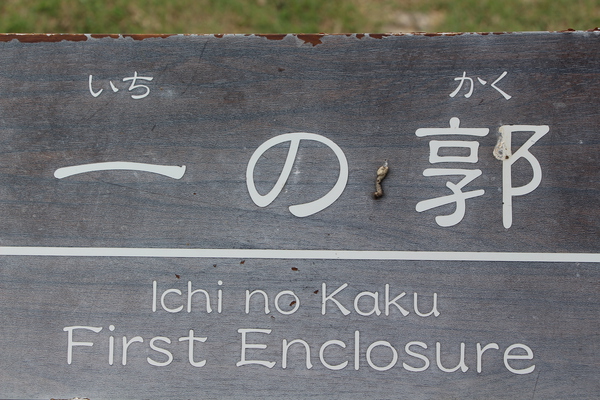 いち かく
一の郭
Ichi no Kaku
First Enclosure